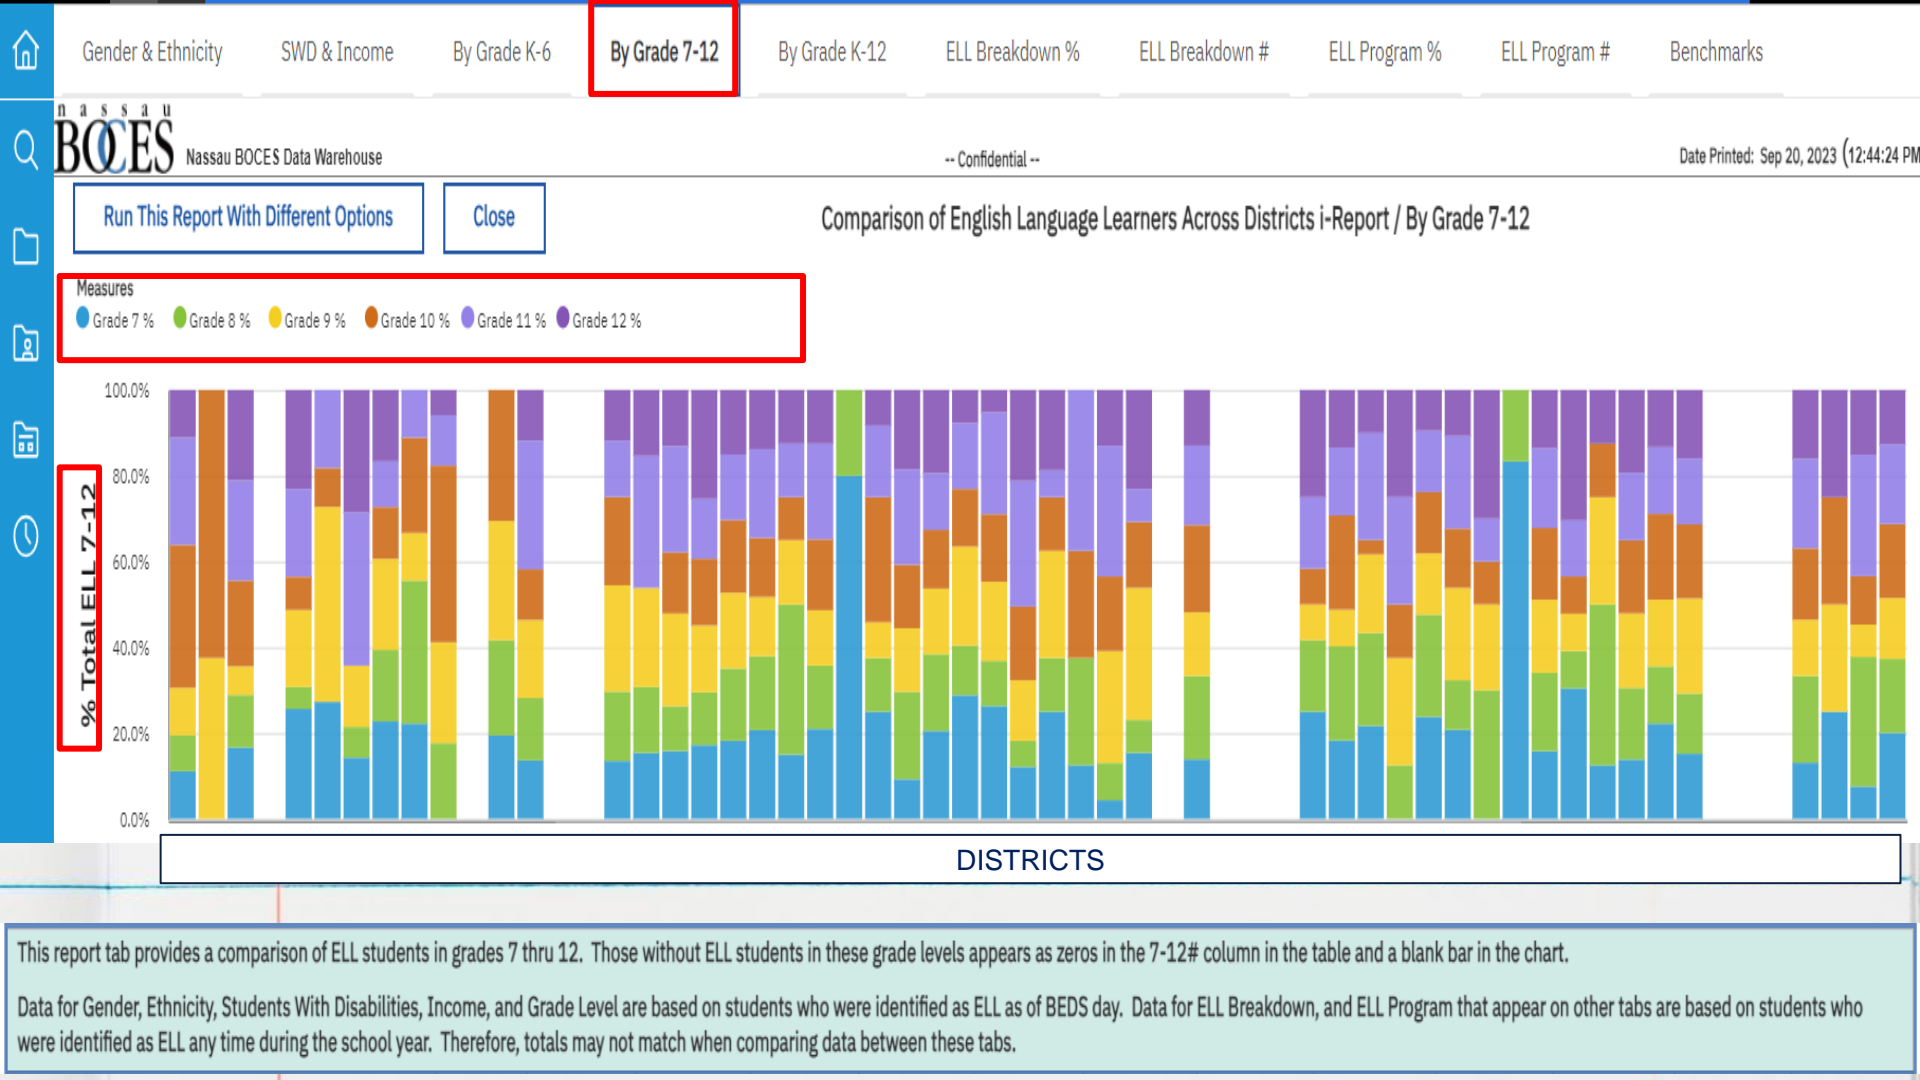 Gender & Ethnicity SWD & Income By Grade K-6 By Grade 7-12 By Grade K-12 ELL Breakdown % ELL Breakdown # ELL Program % ELL Program # Benchmarks
nassau
BOCES Nassau BOCES Data Warehouse -- Confidential -- Date Printed: Sep 20, 2023 (12:44:24 PM
Run This Report With Different Options Close Comparison of English Language Learners Across Districts i-Report / By Grade 7-12
Measures
Grade 7 % Grade 8 % Grade 9 % Grade 10 % Grade 11 % Grade 12 %
100.0%
80.0%
60.0%
40.0%
20.0%
0.0%
% Total ELL 7-12
DISTRICTS
This report tab provides a comparison of ELL students in grades 7 thru 12. Those without ELL students in these grade levels appears as zeros in the 7-12# column in the table and a blank bar in the chart.
Data for Gender, Ethnicity, Students With Disabilities, Income, and Grade Level are based on students who were identified as ELL as of BEDS day. Data for ELL Breakdown, and ELL Program that appear on other tabs are based on students who
were identified as ELL any time during the school year. Therefore, totals may not match when comparing data between these tabs.